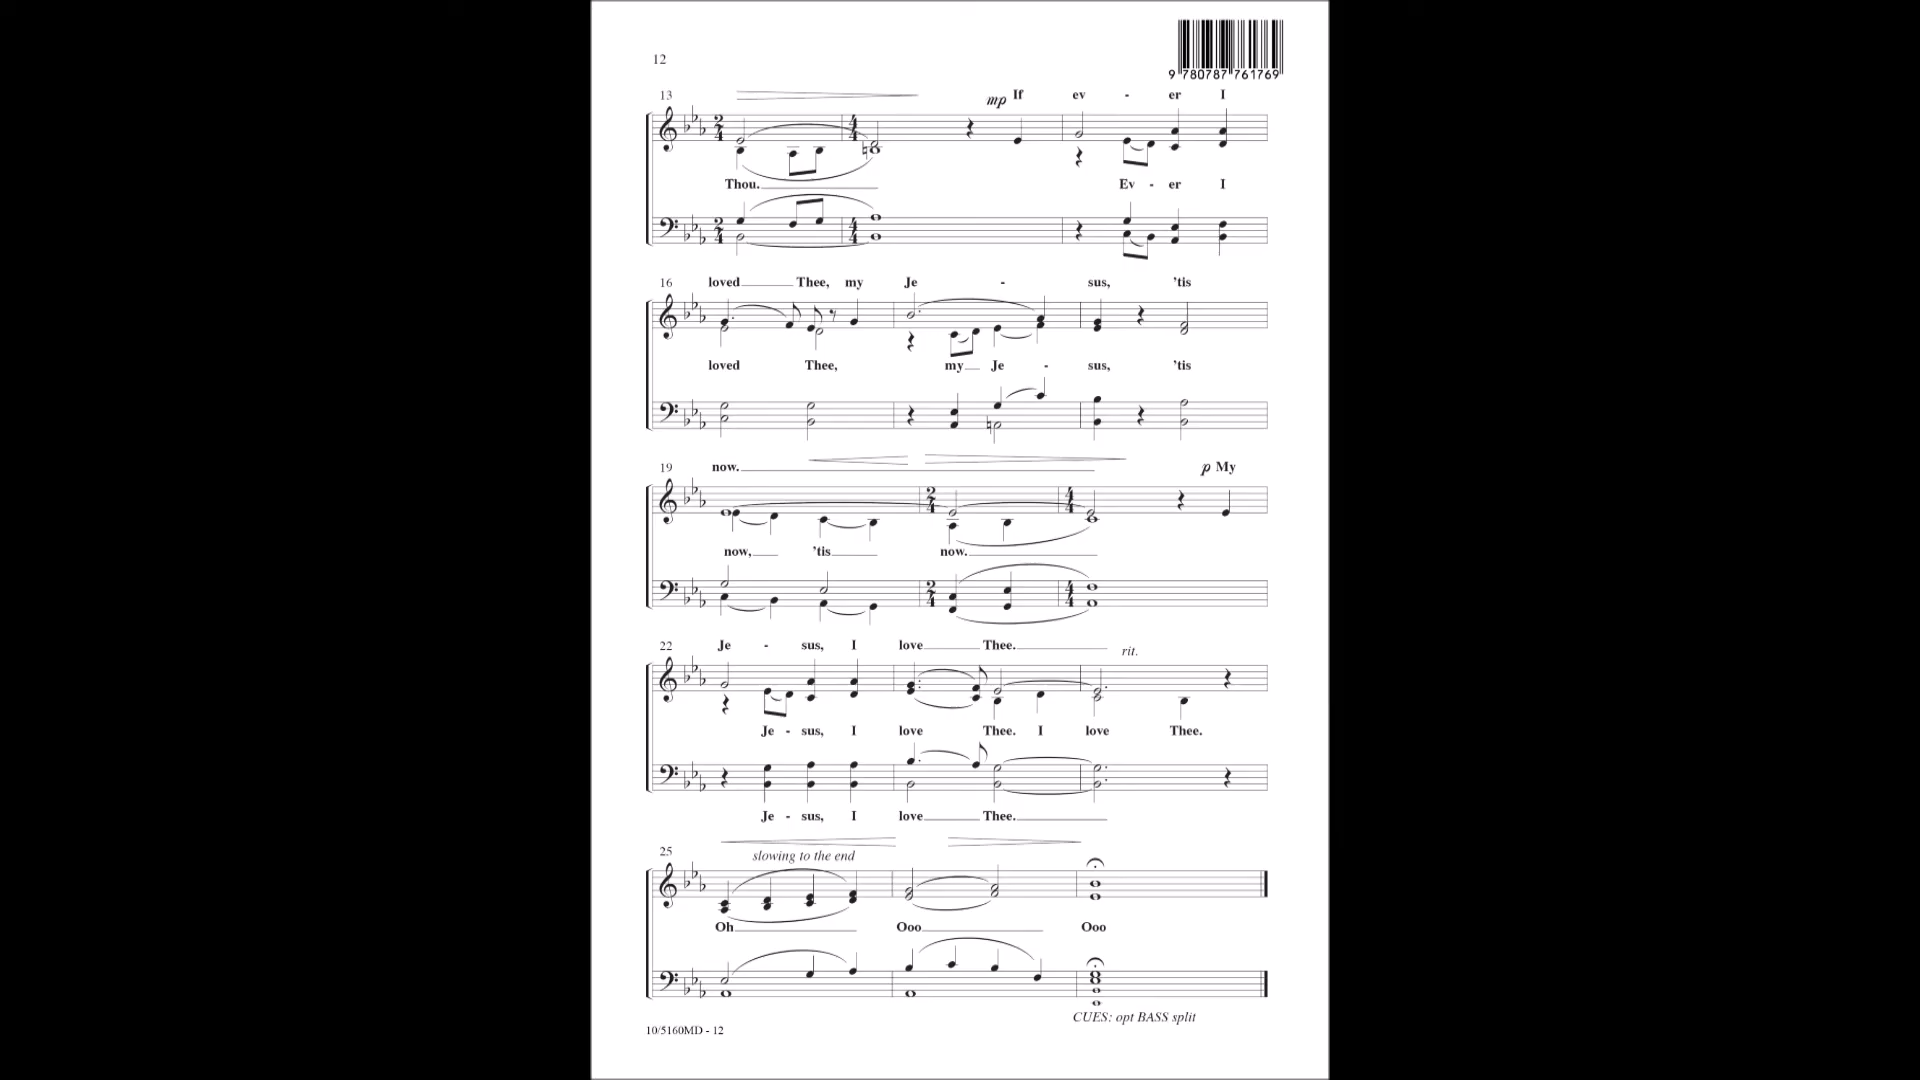 12
9 780787 761769
13
mp If ev - er I
Thou.
Ev - er I
16
loved Thee, my Je - sus, 'tis
loved Thee, my Je - sus, 'tis
19
now. p My
now, 'tis now.
22
Je - sus, I love Thee.
rit.
Je - sus, I love Thee. I love Thee.
Je - sus, I love Thee.
25
slowing to the end
Oh Ooo Ooo
CUES: opt BASS split
10/5160MD - 12